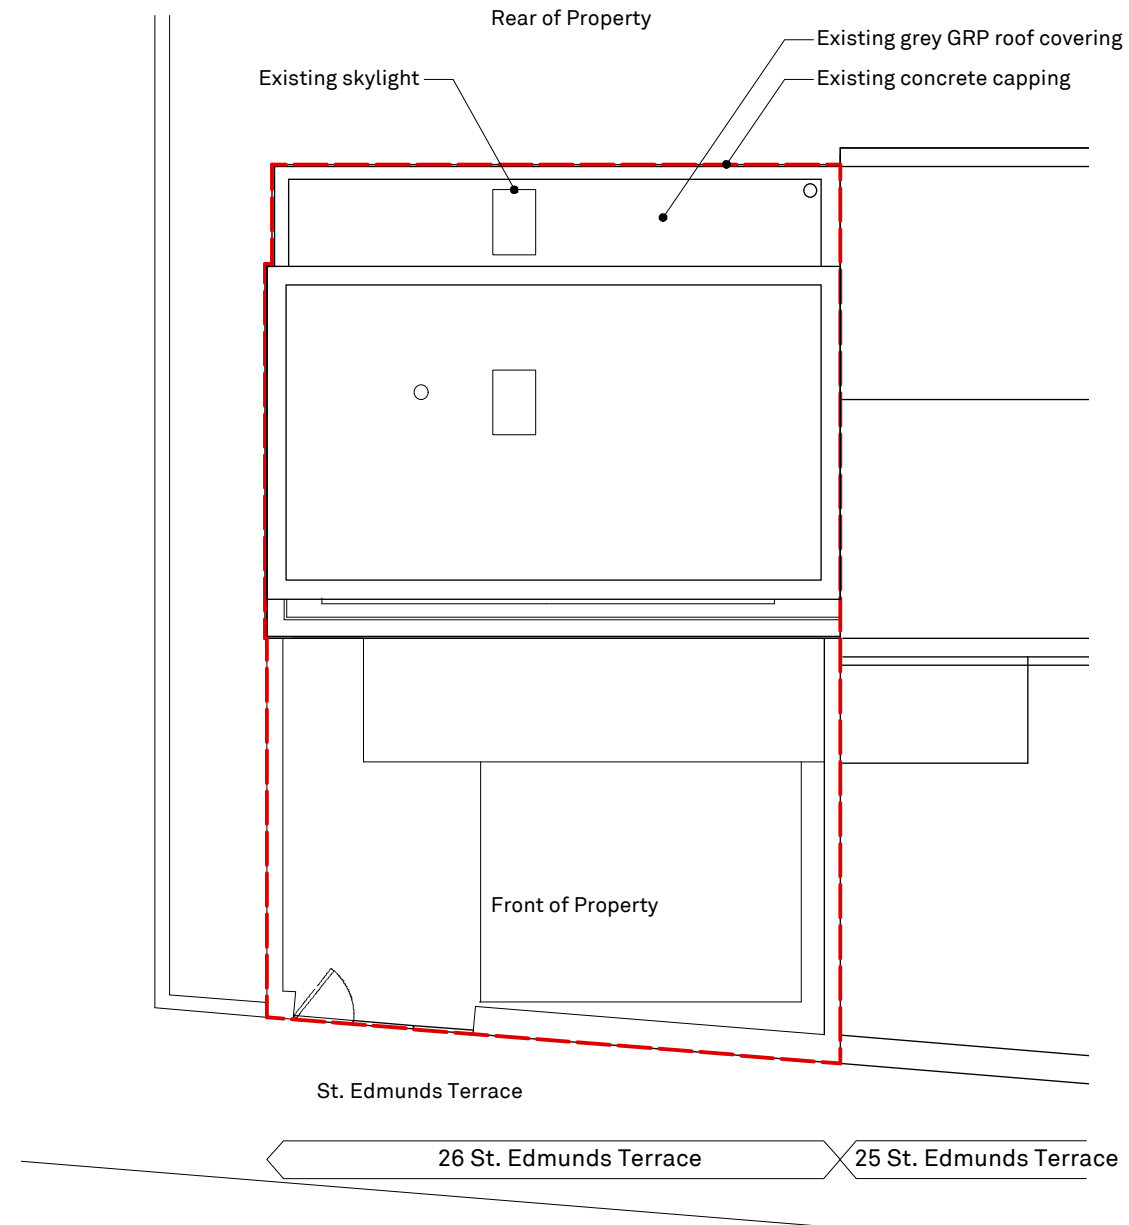 Rear of Property
Existing grey GRP roof covering
Existing skylight
Existing concrete capping
Front of Property
St. Edmunds Terrace
26 St. Edmunds Terrace
25 St. Edmunds Terrace